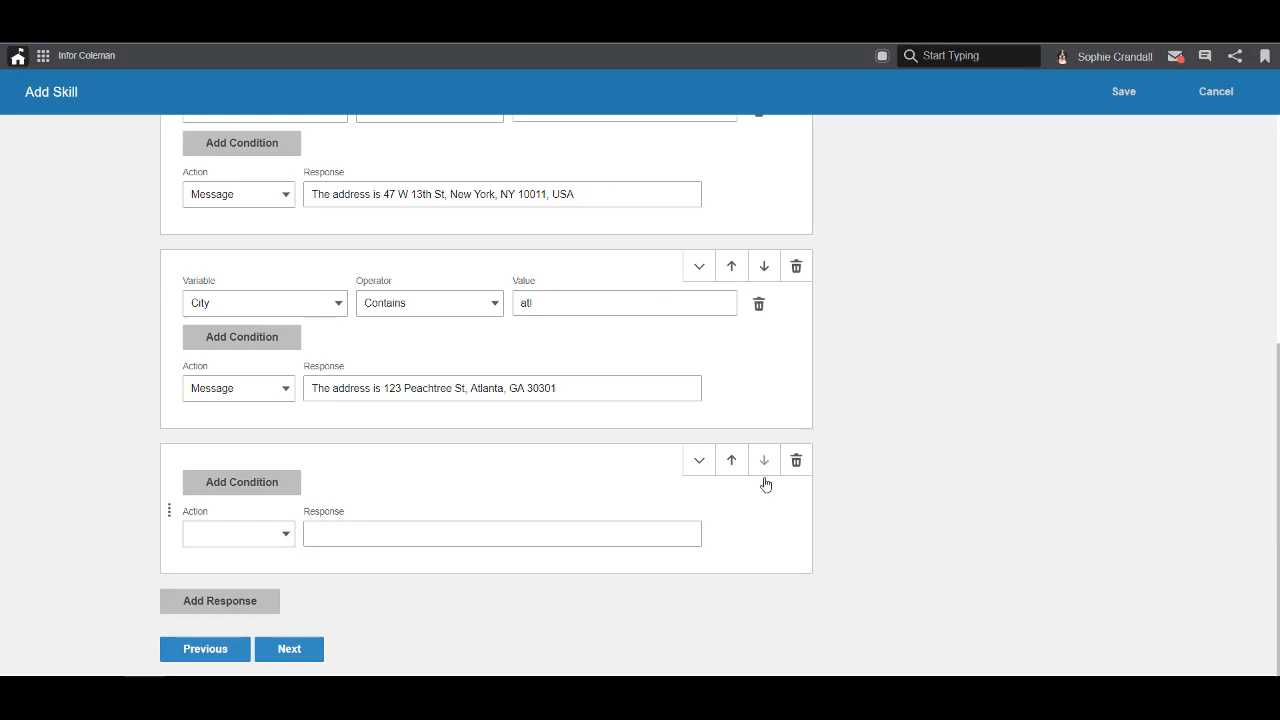 Infor Coleman
Start Typing
Sophie Crandall
Add Skill
Save
Cancel
Add Condition
Action
Response
Message
The address is 47 W 13th St, New York, NY 10011, USA
Variable
Operator
Value
City
Contains
atl
Add Condition
Action
Response
Message
The address is 123 Peachtree St, Atlanta, GA 30301
Add Condition
Action
Response
Add Response
Previous
Next